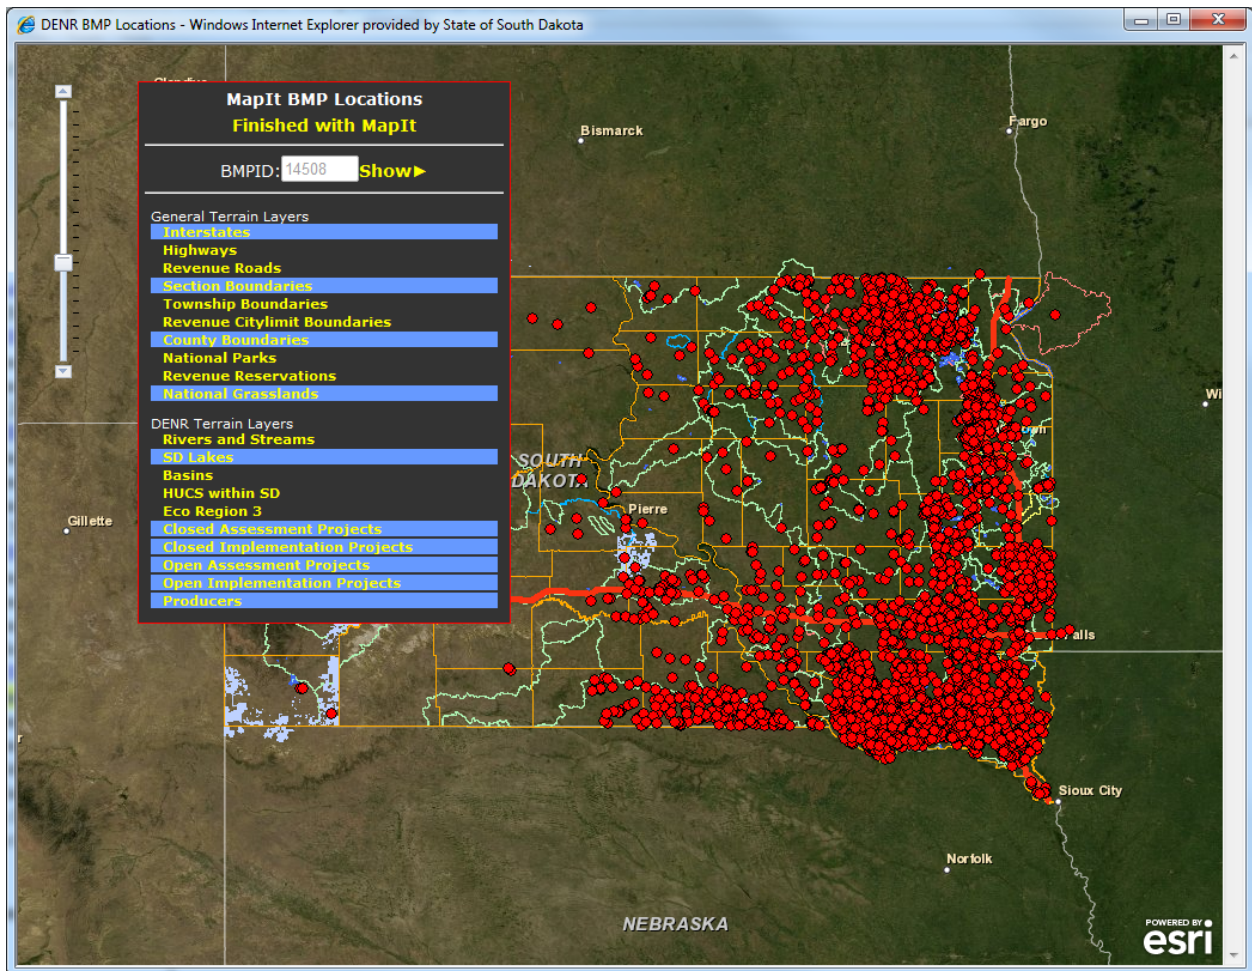 DENR BMP Locations - Windows Internet Explorer provided by State of South Dakota
MapIt BMP Locations
Finished with MapIt
BMPID: 14508 Show►
General Terrain Layers
Interstates
Highways
Revenue Roads
Section Boundaries
Township Boundaries
Revenue Citylimit Boundaries
County Boundaries
National Parks
Revenue Reservations
National Grasslands
DENR Terrain Layers
Rivers and Streams
SD Lakes
Basins
HUCS within SD
Eco Region 3
Closed Assessment Projects
Closed Implementation Projects
Open Assessment Projects
Open Implementation Projects
Producers
Bismarck
Fargo
Wi
SOUTH
DAKOTA
Pierre
Gillette
Falls
Sioux City
Norfolk
NEBRASKA
POWERED BY
esri